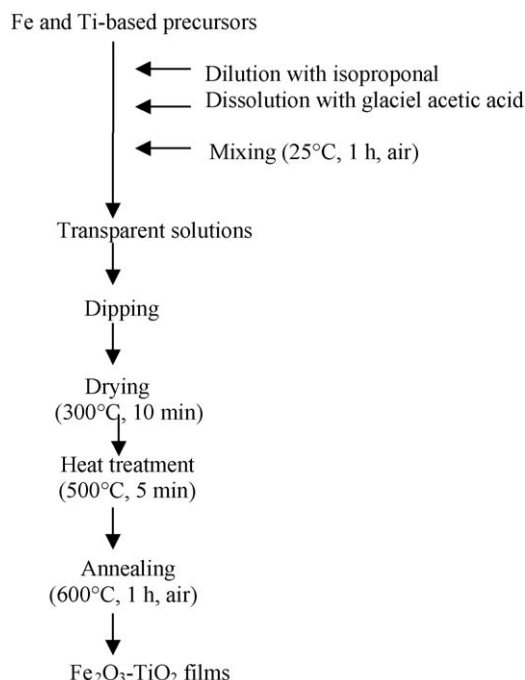 Fe and Ti-based precursors
Dilution with isoproponal
Dissolution with glaciel acetic acid
Mixing (25°C, 1 h, air)
Transparent solutions
Dipping
Drying
(300°C, 10 min)
Heat treatment
(500°C, 5 min)
Annealing
(600°C, 1 h, air)
Fe₂O₃-TiO₂ films